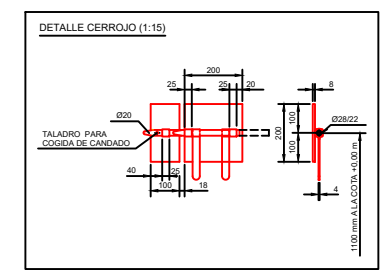 DETALLE CERROJO (1:15)
200
25
25
20
8
Ø20
Ø28/22
TALADRO PARA
COGIDA DE CANDADO
200
100
100
40
25
100
18
4
1100 mm A LA COTA +0.00 m